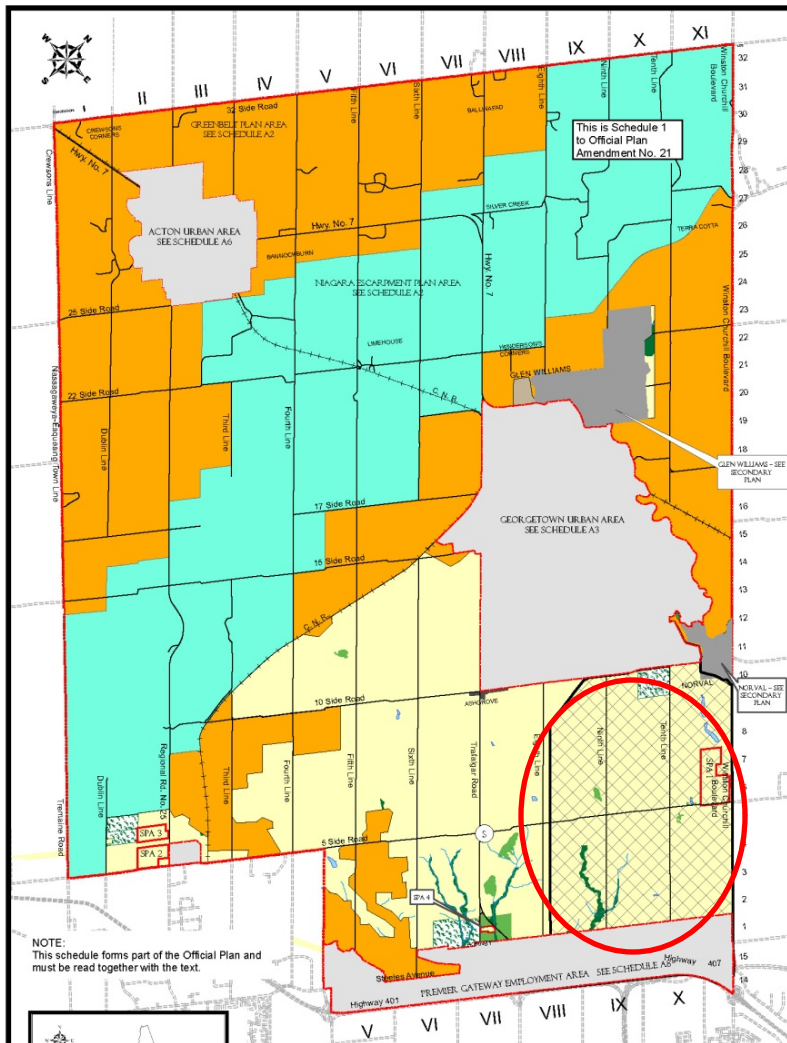 I II III IV V VI VII VIII IX X XI
32
31
30
29
28
27
26
25
24
23
22
21
20
19
18
17
16
15
14
13
12
11
10
8
7
5
3
2
1
15
14
N
E
S
W
32 Side Road
Fifth Line
Sixth Line
Eighth Line
Ninth Line
Tenth Line
Winston Churchill
Boulevard
CREWSONS
CORNERS
GREENBELT PLAN AREA
SEE SCHEDULE A2
BALLINAFAD
This is Schedule 1
to Official Plan
Amendment No. 21
Crewsons Line
Hwy. No. 7
ACTON URBAN AREA
SEE SCHEDULE A6
Hwy. No. 7
SILVER CREEK
TERRA COTTA
BANNOCKBURN
Hwy. No. 7
NIAGARA ESCARPMENT PLAN AREA
SEE SCHEDULE A2
25 Side Road
Winston Churchill Boulevard
LIMEHOUSE
HENDERSON'S
CORNERS
GLEN WILLIAMS
22 Side Road
C. N. R.
Nassagaweya-Esquesing Town Line
Dublin Line
Third Line
Fourth Line
GLEN WILLIAMS - SEE
SECONDARY
PLAN
17 Side Road
GEORGETOWN URBAN AREA
SEE SCHEDULE A3
15 Side Road
C. N. R.
NORVAL
NORVAL - SEE
SECONDARY
PLAN
10 Side Road
ASHGROVE
Tremaine Road
Dublin Line
Regional Rd. No. 25
Third Line
Fourth Line
Fifth Line
Sixth Line
Trafalgar Road
Eighth Line
Ninth Line
Tenth Line
SPA 1
Winston Churchill
Boulevard
SPA 3
SPA 2
5 Side Road
S
SPA 4
NOTE:
This schedule forms part of the Official Plan and
must be read together with the text.
Steeles Avenue
PREMIER GATEWAY EMPLOYMENT AREA SEE SCHEDULE A8
Highway 407
Highway 401
V VI VII VIII IX X